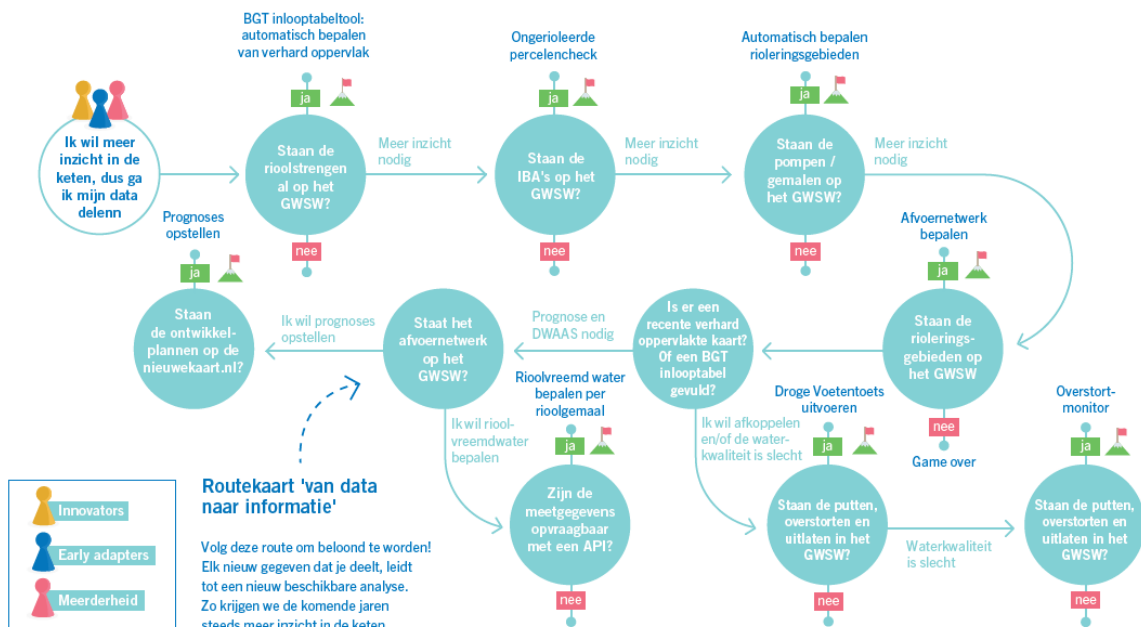 BGT inlooptabeltool:
automatisch bepalen
van verhard oppervlak
Ongerioleerde
percelencheck
Automatisch bepalen
rioleringsgebieden
ja
ja
ja
Ik wil meer
inzicht in de
keten, dus ga
ik mijn data
delenn
Staan de
rioolstrengen
al op het
GWSW?
Meer inzicht
nodig
Staan de
IBA's op het
GWSW?
Meer inzicht
nodig
Staan de
pompen /
gemalen op
het GWSW?
Meer inzicht
nodig
nee
nee
nee
Prognoses
opstellen
ja
Afvoernetwerk
bepalen
ja
Staan
de ontwikkel-
plannen op de
nieuwekaart.nl?
Ik wil prognoses
opstellen
Staat het
afvoernetwerk
op het
GWSW?
Prognose en
DWAAS nodig
Is er een
recente verhard
oppervlakte kaart?
Of een BGT
inlooptabel
gevuld?
Staan de
riolerings-
gebieden op
het GWSW
nee
Game over
Ik wil riool-
vreemdwater
bepalen
Rioolvreemd water
bepalen per
rioolgemaal
ja
Zijn de
meetgegevens
opvraagbaar
met een API?
nee
Ik wil afkoppelen
en/of de water-
kwaliteit is slecht
Droge Voetentoets
uitvoeren
ja
Staan de putten,
overstorten en
uitlaten in het
GWSW?
nee
Waterkwaliteit
is slecht
Overstort-
monitor
ja
Staan de putten,
overstorten en
uitlaten in het
GWSW?
nee
Innovators
Early adapters
Meerderheid
Routekaart 'van data
naar informatie'
Volg deze route om beloond te worden!
Elk nieuw gegeven dat je deelt, leidt
tot een nieuw beschikbare analyse.
Zo krijgen we de komende jaren
steeds meer inzicht in de keten